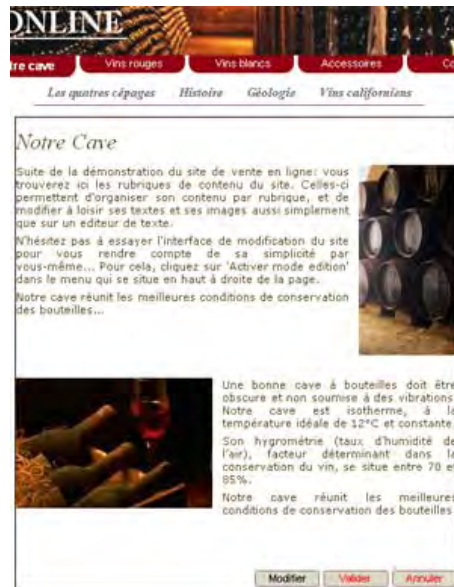 ONLINE
tre cave Vins rouges Vins blancs Accessoires Co
Les quatres cépages Histoire Géologie Vins californiens
Notre Cave
Suite de la démonstration du site de vente en ligne: vous
trouverez ici les rubriques de contenu du site. Celles-ci
permettent d'organiser son contenu par rubrique, et de
modifier à loisir ses textes et ses images aussi simplement
que sur un editeur de texte.
N'hésitez pas à essayer l'interface de modification du site
pour vous rendre compte de sa simplicité par
vous-même... Pour cela, cliquez sur 'Activer mode edition'
dans le menu qui se situe en haut à droite de la page.
Notre cave réunit les meilleures conditions de conservation
des bouteilles...
Une bonne cave à bouteilles doit être
obscure et non soumise à des vibrations
Notre cave est isotherme, à la
température idéale de 12°C et constante
Son hygrométrie (taux d'humidité de
l'air), facteur déterminant dans la
conservation du vin, se situe entre 70 et
85%.
Notre cave réunit les meilleures
conditions de conservation des bouteilles
Modifier Valider Annuler